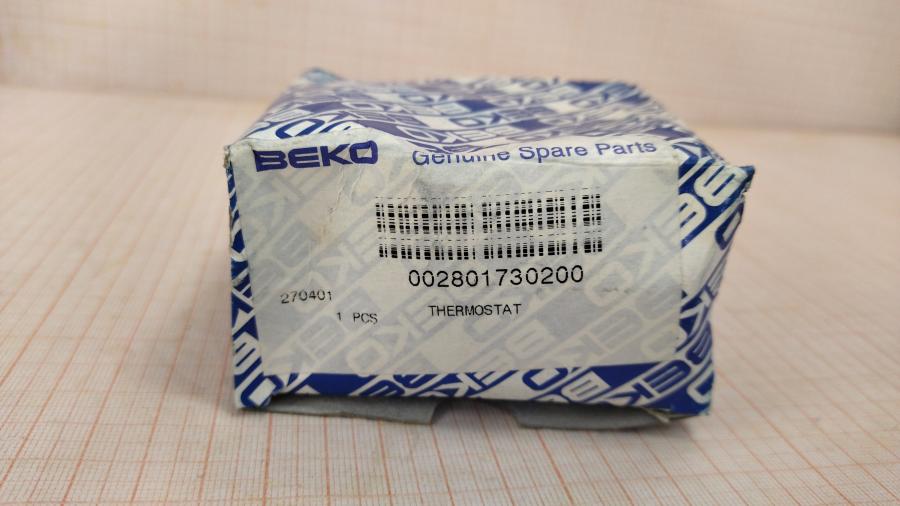 BEKO Genuine Spare Parts
002801730200
270401
1 PCS THERMOSTAT